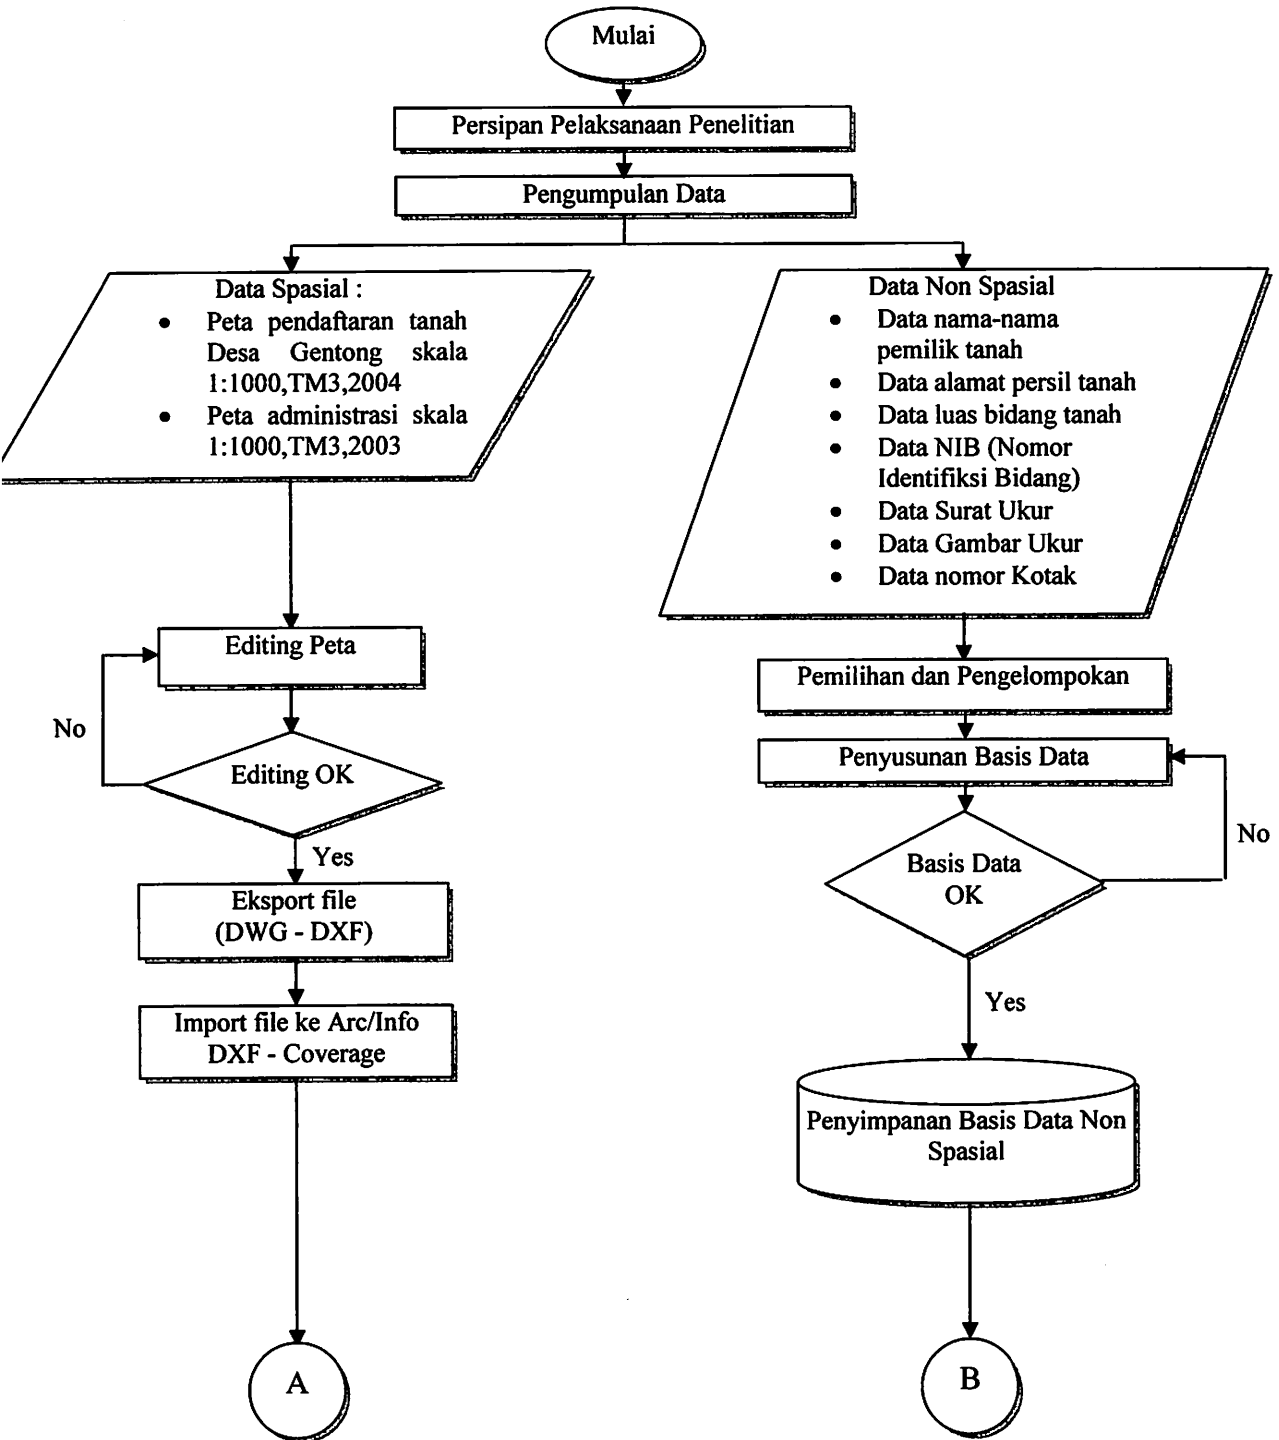 Mulai
Persipan Pelaksanaan Penelitian
Pengumpulan Data
Data Spasial :
• Peta pendaftaran tanah
Desa Gentong skala
1:1000,TM3,2004
• Peta administrasi skala
1:1000,TM3,2003
Editing Peta
No
Editing OK
Yes
Eksport file
(DWG - DXF)
Import file ke Arc/Info
DXF - Coverage
A
Data Non Spasial
• Data nama-nama
pemilik tanah
• Data alamat persil tanah
• Data luas bidang tanah
• Data NIB (Nomor
Identifiksi Bidang)
• Data Surat Ukur
• Data Gambar Ukur
• Data nomor Kotak
Pemilihan dan Pengelompokan
Penyusunan Basis Data
No
Basis Data
OK
Yes
Penyimpanan Basis Data Non
Spasial
B